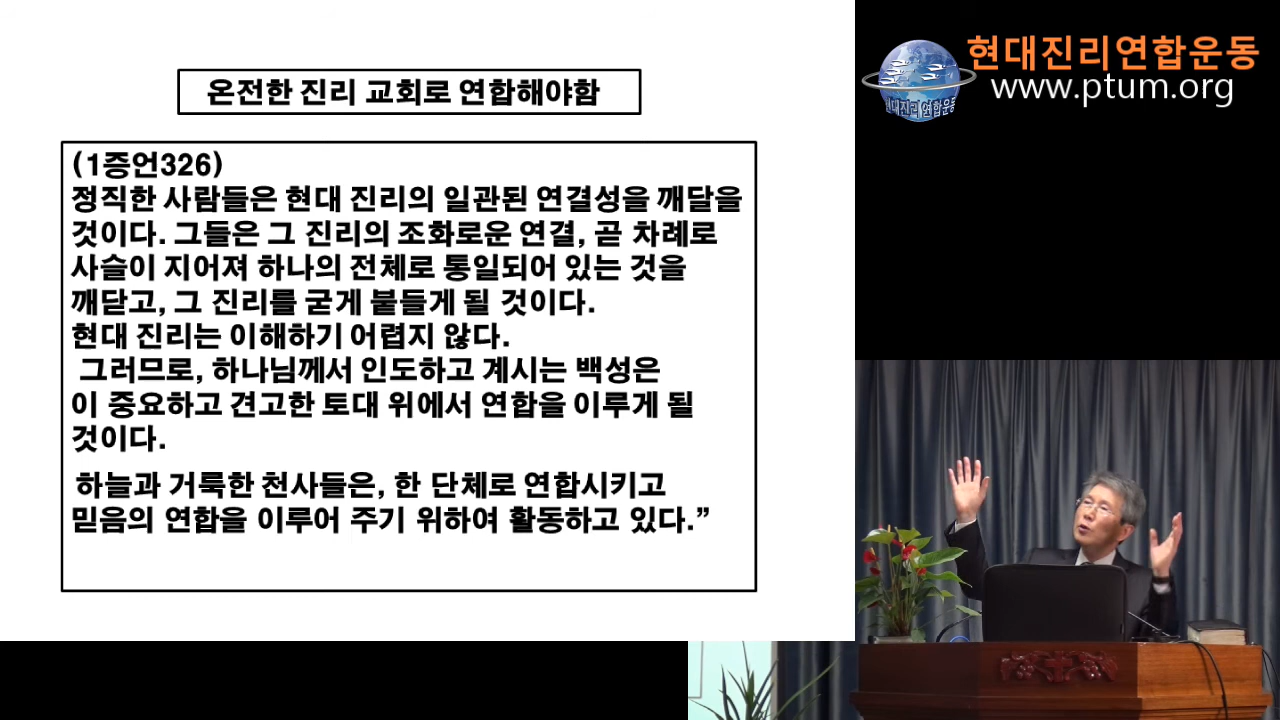 온전한 진리 교회로 연합해야함
(1증언326)
정직한 사람들은 현대 진리의 일관된 연결성을 깨달을
것이다. 그들은 그 진리의 조화로운 연결, 곧 차례로
사슬이 지어져 하나의 전체로 통일되어 있는 것을
깨닫고, 그 진리를 굳게 붙들게 될 것이다.
현대 진리는 이해하기 어렵지 않다.
그러므로, 하나님께서 인도하고 계시는 백성은
이 중요하고 견고한 토대 위에서 연합을 이루게 될
것이다.
하늘과 거룩한 천사들은, 한 단체로 연합시키고
믿음의 연합을 이루어 주기 위하여 활동하고 있다.”
현대진리연합운동
www.ptum.org
현대진리 연합운동